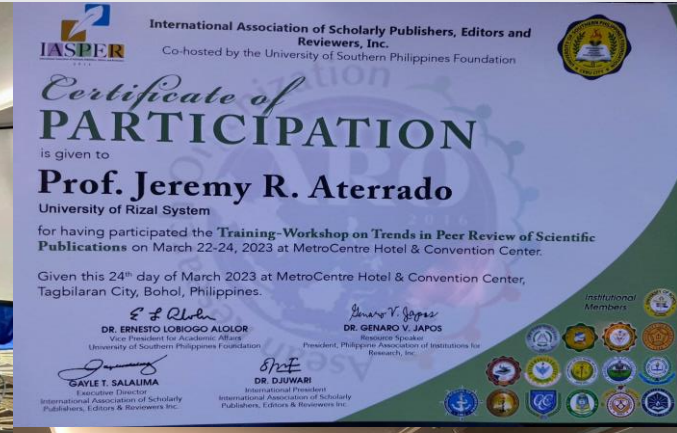 IASPER
International Association of Scholarly Publishers, Editors and
Reviewers, Inc.
Co-hosted by the University of Southern Philippines Foundation
Certificate of
PARTICIPATION
is given to
Prof. Jeremy R. Aterrado
University of Rizal System
for having participated the Training-Workshop on Trends in Peer Review of Scientific
Publications on March 22-24, 2023 at MetroCentre Hotel & Convention Center.
Given this 24th day of March 2023 at MetroCentre Hotel & Convention Center,
Tagbilaran City, Bohol, Philippines.
Institutional
Members
DR. ERNESTO LOBIOGO ALOLOR
Vice President for Academic Affairs
University of Southern Philippines Foundation
DR. GENARO V. JAPOS
Resource Speaker
President, Philippine Association of Institutions for
Research, Inc.
GAYLE T. SALALIMA
Executive Director
International Association of Scholarly
Publishers, Editors & Reviewers Inc.
DR. DJUWARI
International President
International Association of Scholarly
Publishers, Editors & Reviewers Inc.